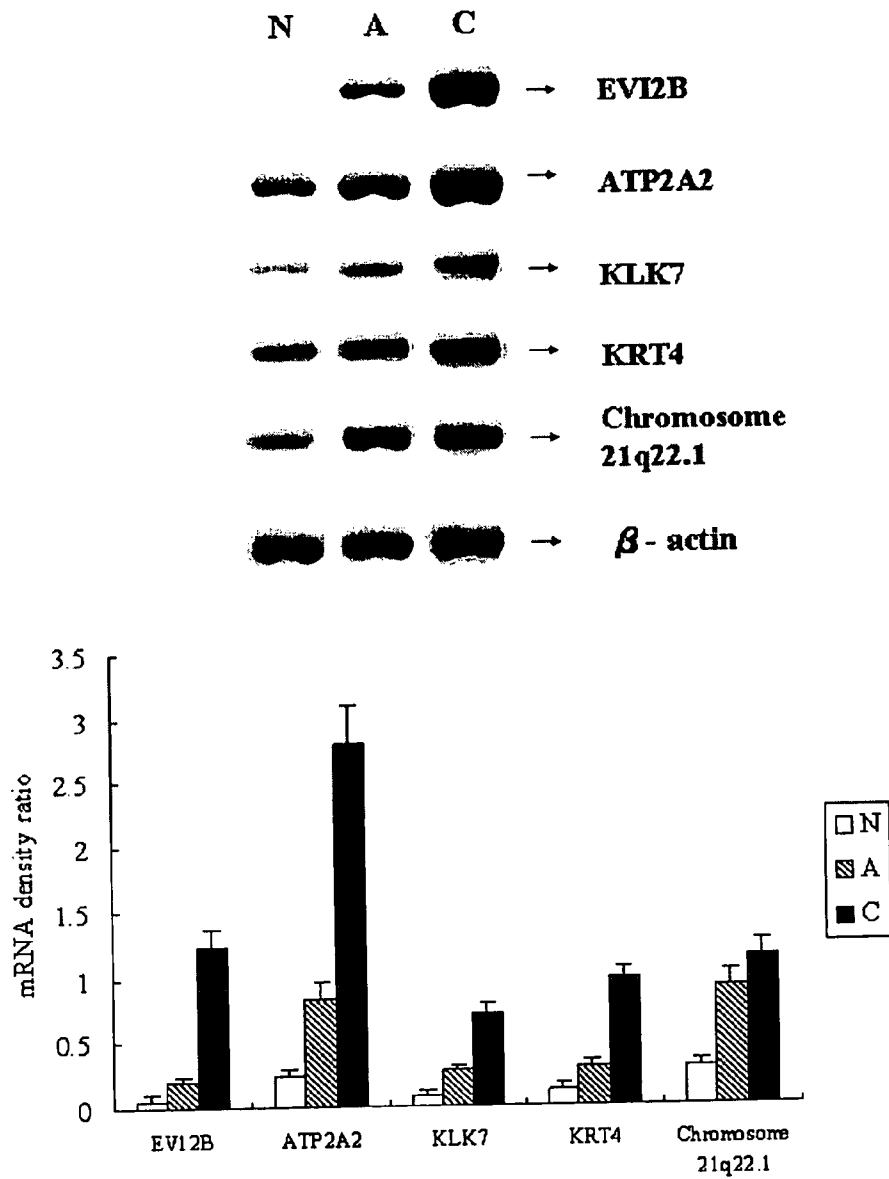 N A C
EVI2B
ATP2A2
KLK7
KRT4
Chromosome
21q22.1
β - actin
3.5
3
2.5
2
1.5
1
0.5
0
mRNA density ratio
N
A
C
EVI2B ATP2A2 KLK7 KRT4 Chromosome
21q22.1